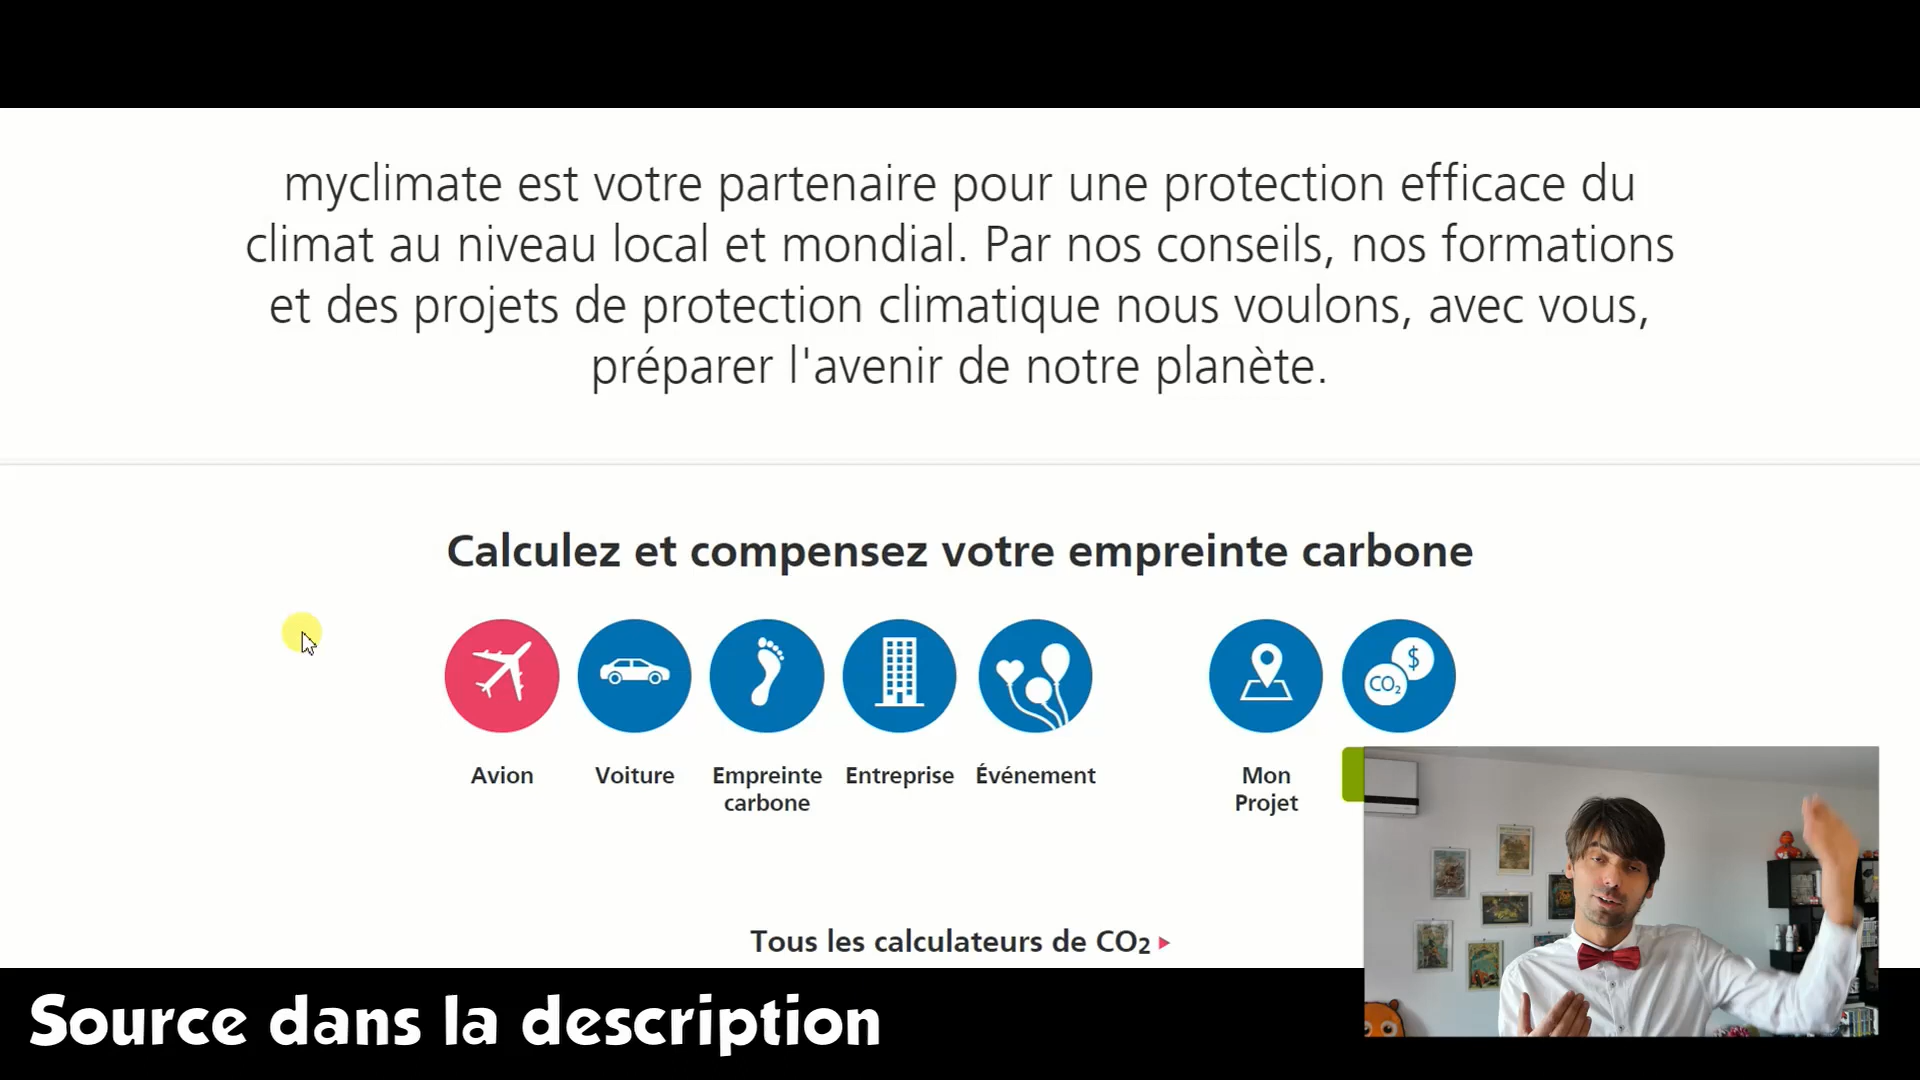 myclimate est votre partenaire pour une protection efficace du
climat au niveau local et mondial. Par nos conseils, nos formations
et des projets de protection climatique nous voulons, avec vous,
préparer l'avenir de notre planète.
Calculez et compensez votre empreinte carbone
$
CO₂
Avion
Voiture
Empreinte
carbone
Entreprise
Événement
Mon
Projet
Tous les calculateurs de CO₂
Source dans la description